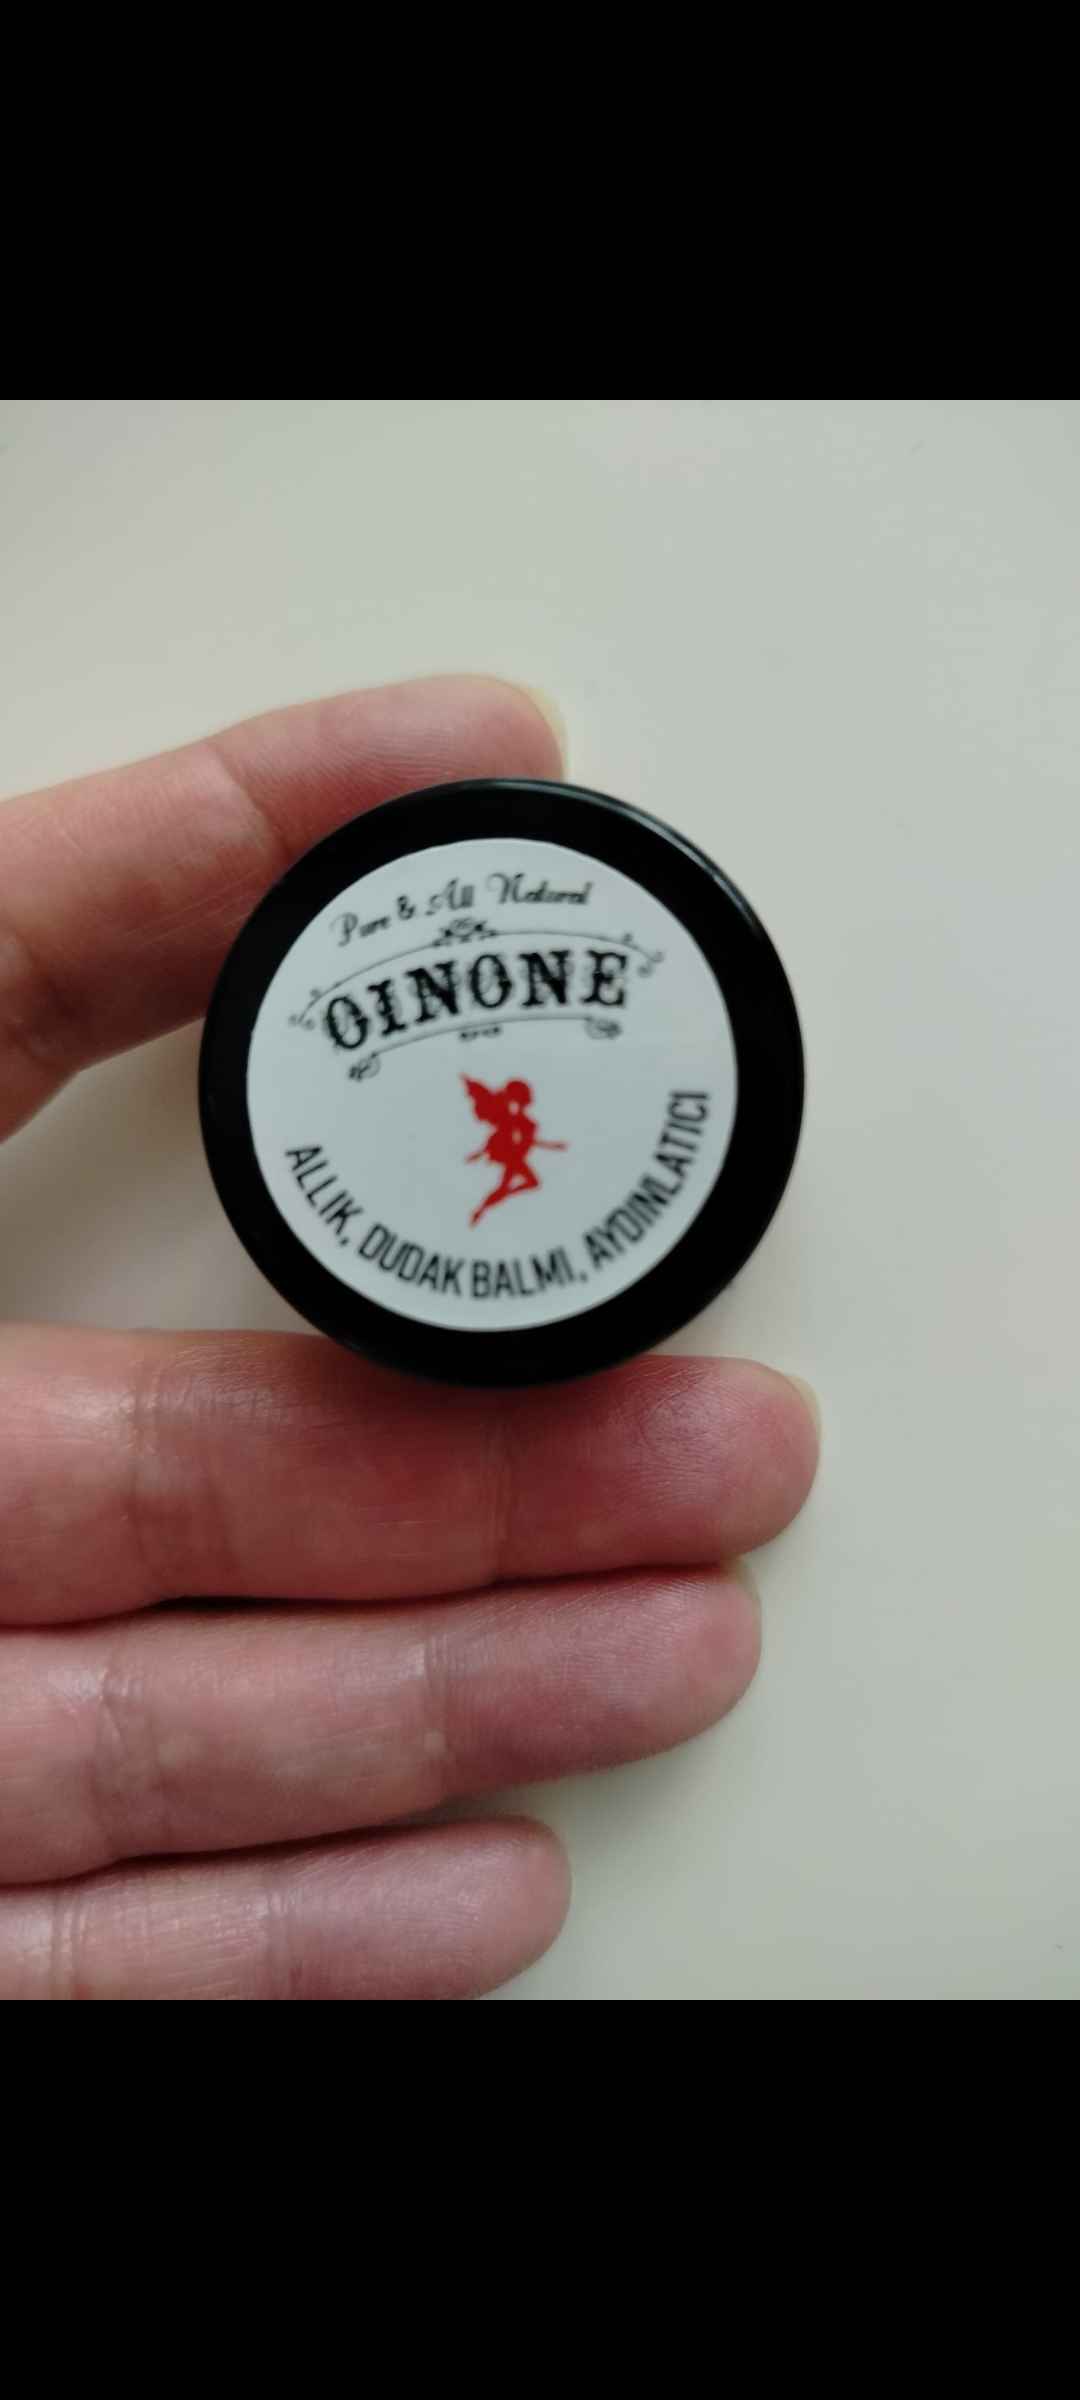 Pure & All Natural
OINONE
ALLIK, DUDAK BALMI, AYDINLATICI